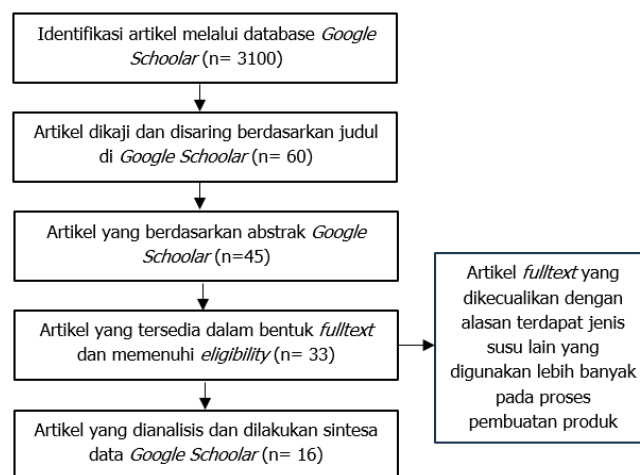 Identifikasi artikel melalui database Google
Schoolar (n= 3100)
Artikel dikaji dan disaring berdasarkan judul
di Google Schoolar (n= 60)
Artikel yang berdasarkan abstrak Google
Schoolar (n=45)
Artikel yang tersedia dalam bentuk fulltext
dan memenuhi eligibility (n= 33)
Artikel fulltext yang
dikecualikan dengan
alasan terdapat jenis
susu lain yang
digunakan lebih banyak
pada proses
pembuatan produk
Artikel yang dianalisis dan dilakukan sintesa
data Google Schoolar (n= 16)